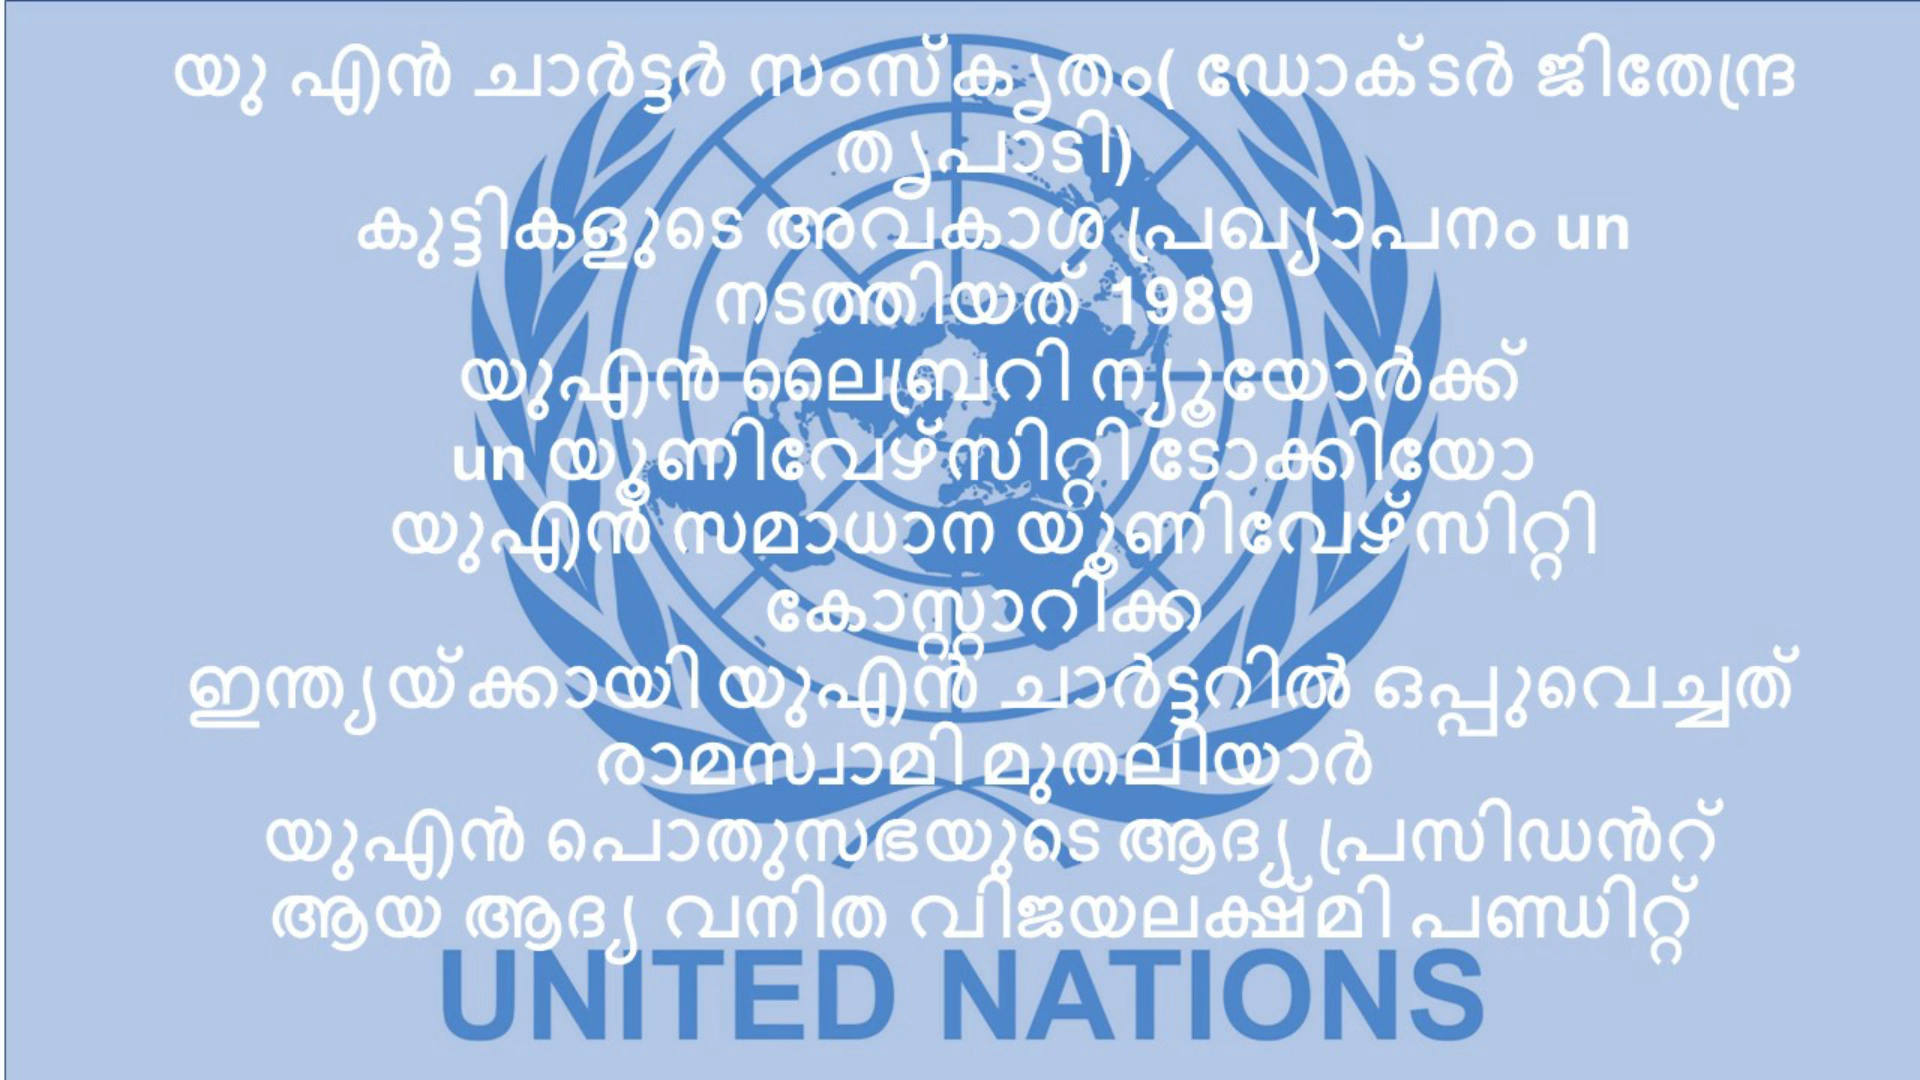 യു എൻ ചാർട്ടർ സംസ്കൃതം( ഡോക്ടർ ജിതേന്ദ്ര
തൃപാടി)
കുട്ടികളുടെ അവകാശ പ്രഖ്യാപനം un
നടത്തിയത് 1989
യുഎൻ ലൈബ്രറി ന്യൂയോർക്ക്
un യൂണിവേഴ്സിറ്റി ടോക്കിയോ
യുഎൻ സമാധാന യൂണിവേഴ്സിറ്റി
കോസ്റ്റാറിക്ക
ഇന്ത്യയ്ക്കായി യുഎൻ ചാർട്ടറിൽ ഒപ്പുവെച്ചത്
രാമസ്വാമി മുതലിയാർ
യുഎൻ പൊതുസഭയുടെ ആദ്യ പ്രസിഡൻറ്
ആയ ആദ്യ വനിത വിജയലക്ഷ്മി പണ്ഡിറ്റ്
UNITED NATIONS